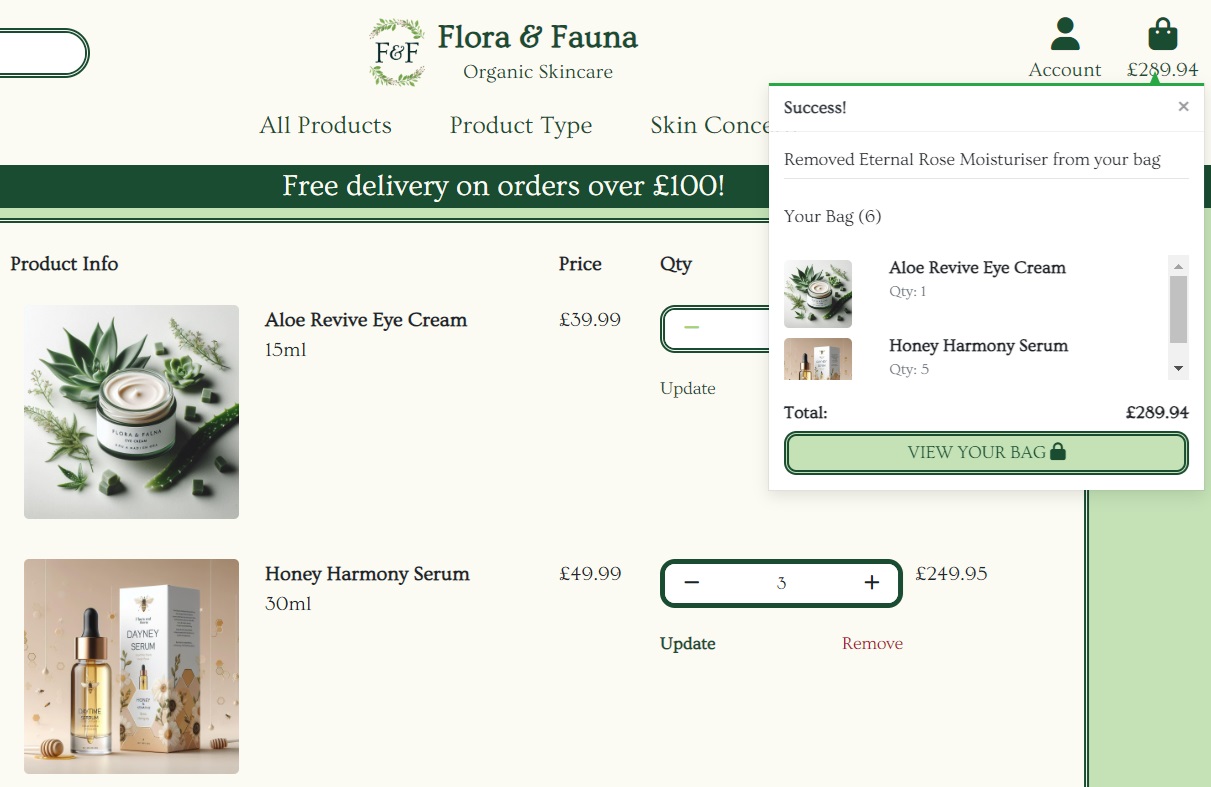 F&F
Flora & Fauna
Organic Skincare
Account
£289.94
All Products
Product Type
Skin Conce
Free delivery on orders over £100!
Success!
×
Removed Eternal Rose Moisturiser from your bag
Your Bag (6)
Aloe Revive Eye Cream
Qty: 1
Honey Harmony Serum
Qty: 5
Total: £289.94
VIEW YOUR BAG
Product Info Price Qty
Aloe Revive Eye Cream £39.99
15ml
Update
FLORA & FAUNA
EYE CREAM
Honey Harmony Serum £49.99 − 3 + £249.95
30ml
Update Remove
DAYNEY
SERUM